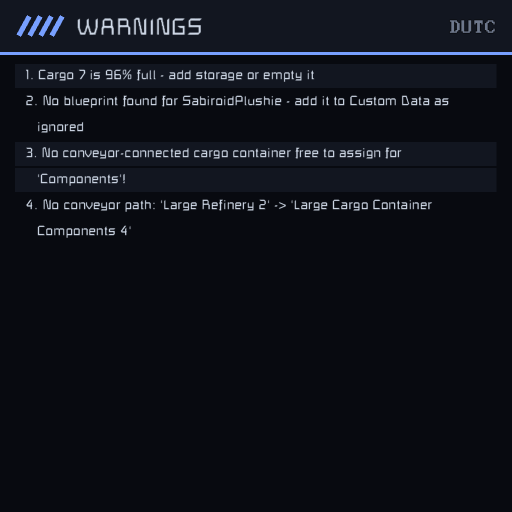 WARNINGS
DUTC
1. Cargo 7 is 96% full - add storage or empty it
2. No blueprint found for SabiroidPlushie - add it to Custom Data as
ignored
3. No conveyor-connected cargo container free to assign for
'Components'!
4. No conveyor path: 'Large Refinery 2' -> 'Large Cargo Container
Components 4'